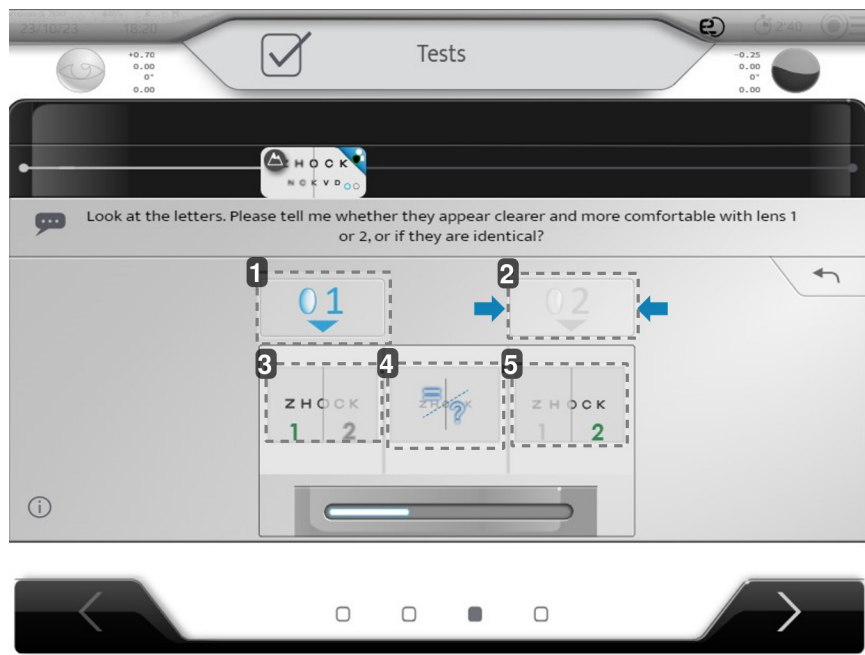 23/10/23 18:20
2'40
Tests
+0.70
0.00
0°
0.00
-0.25
0.00
0°
0.00
ZHOCK
NCKVD
Look at the letters. Please tell me whether they appear clearer and more comfortable with lens 1
or 2, or if they are identical?
1
2
01
02
3
4
5
ZHOCK
ZHOCK
ZHOCK
?
1 2
1 2